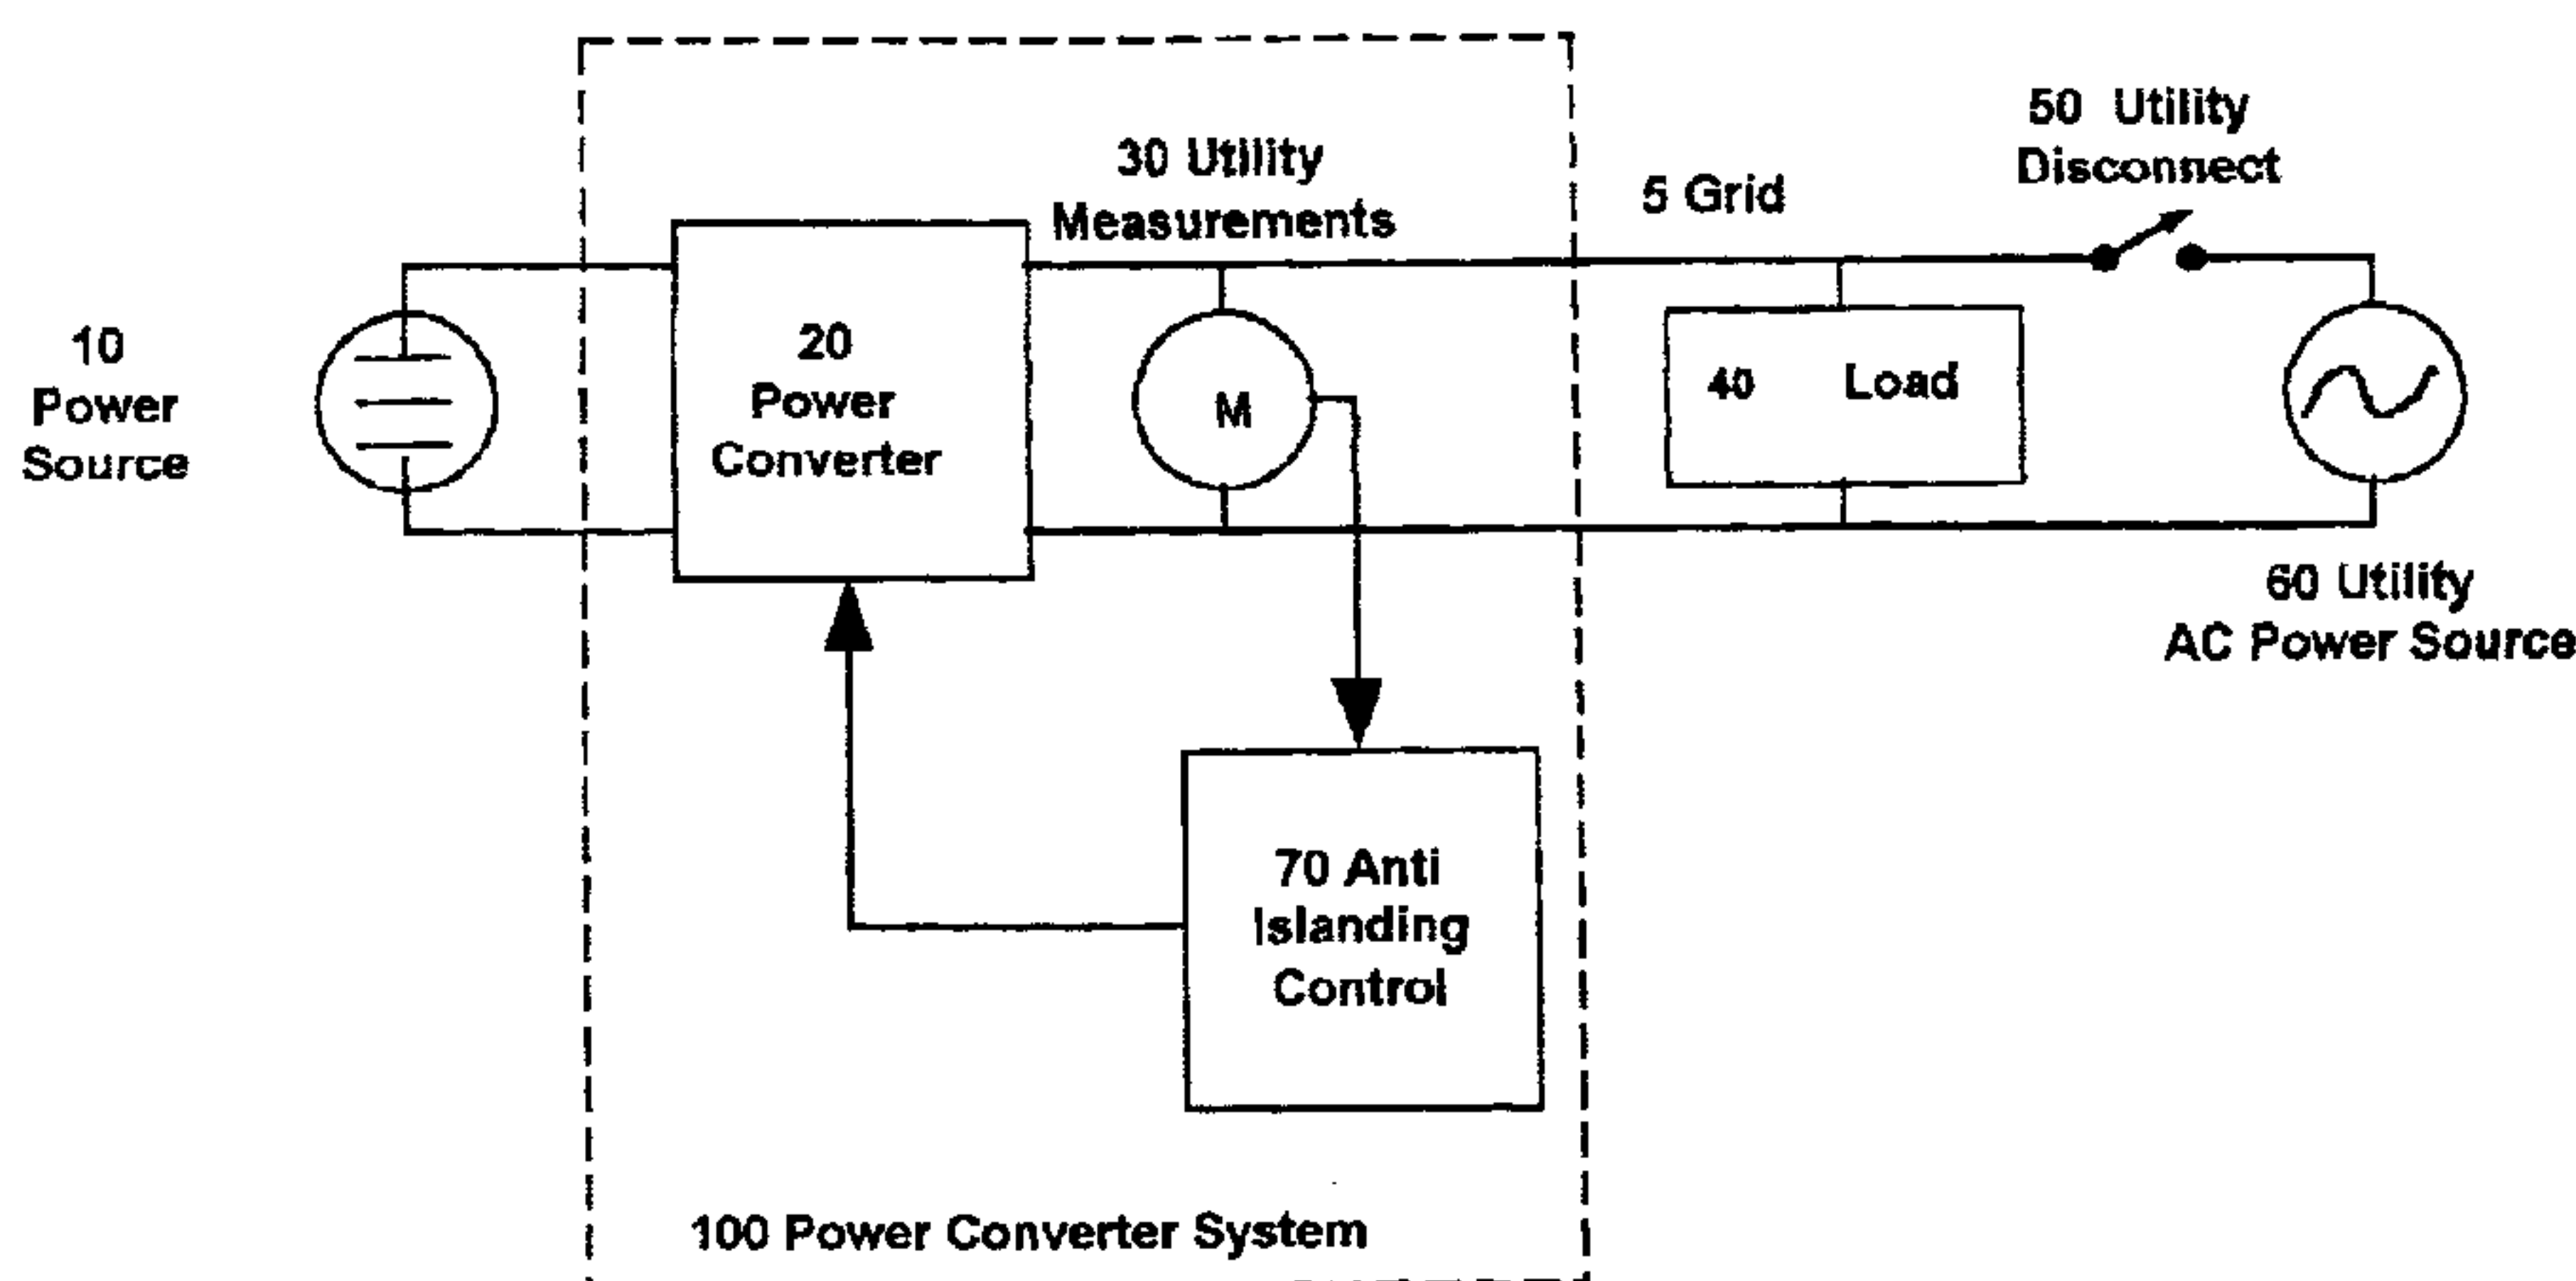 50 Utility
Disconnect
30 Utility
Measurements
5 Grid
10
Power
Source
20
Power
Converter
M
40 Load
60 Utility
AC Power Source
70 Anti
Islanding
Control
100 Power Converter System